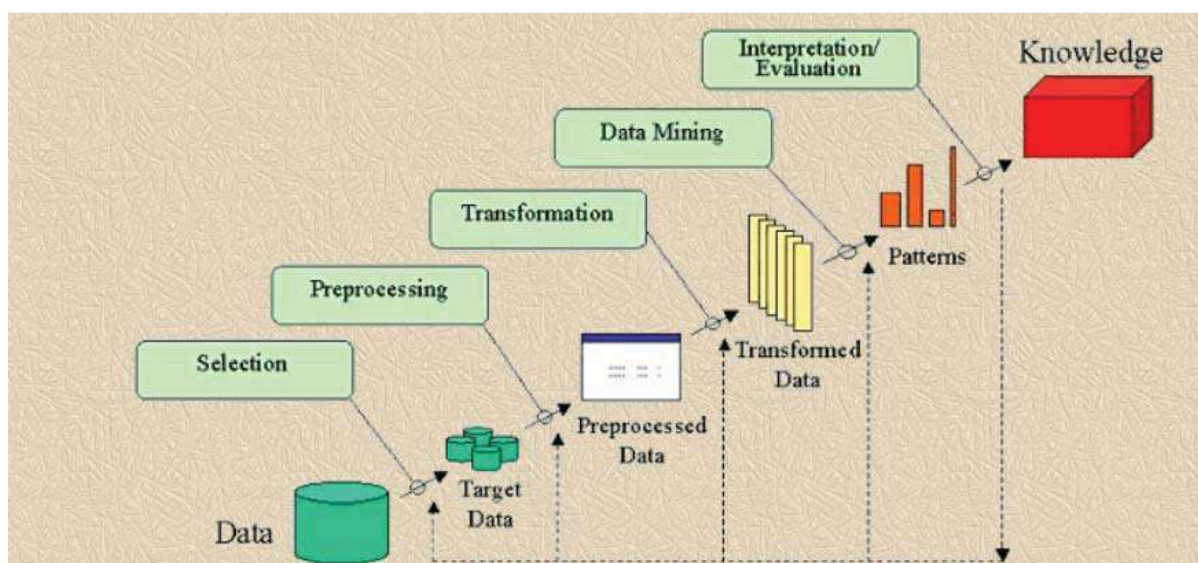 Interpretation/
Evaluation
Knowledge
Data Mining
Transformation
Patterns
Preprocessing
Transformed
Data
Selection
Preprocessed
Data
Target
Data
Data